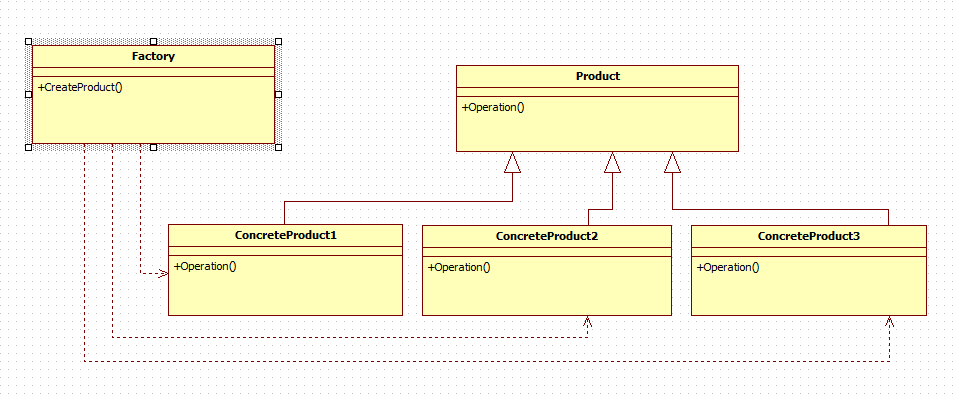 Factory
+CreateProduct()
Product
+Operation()
ConcreteProduct1
+Operation()
ConcreteProduct2
+Operation()
ConcreteProduct3
+Operation()